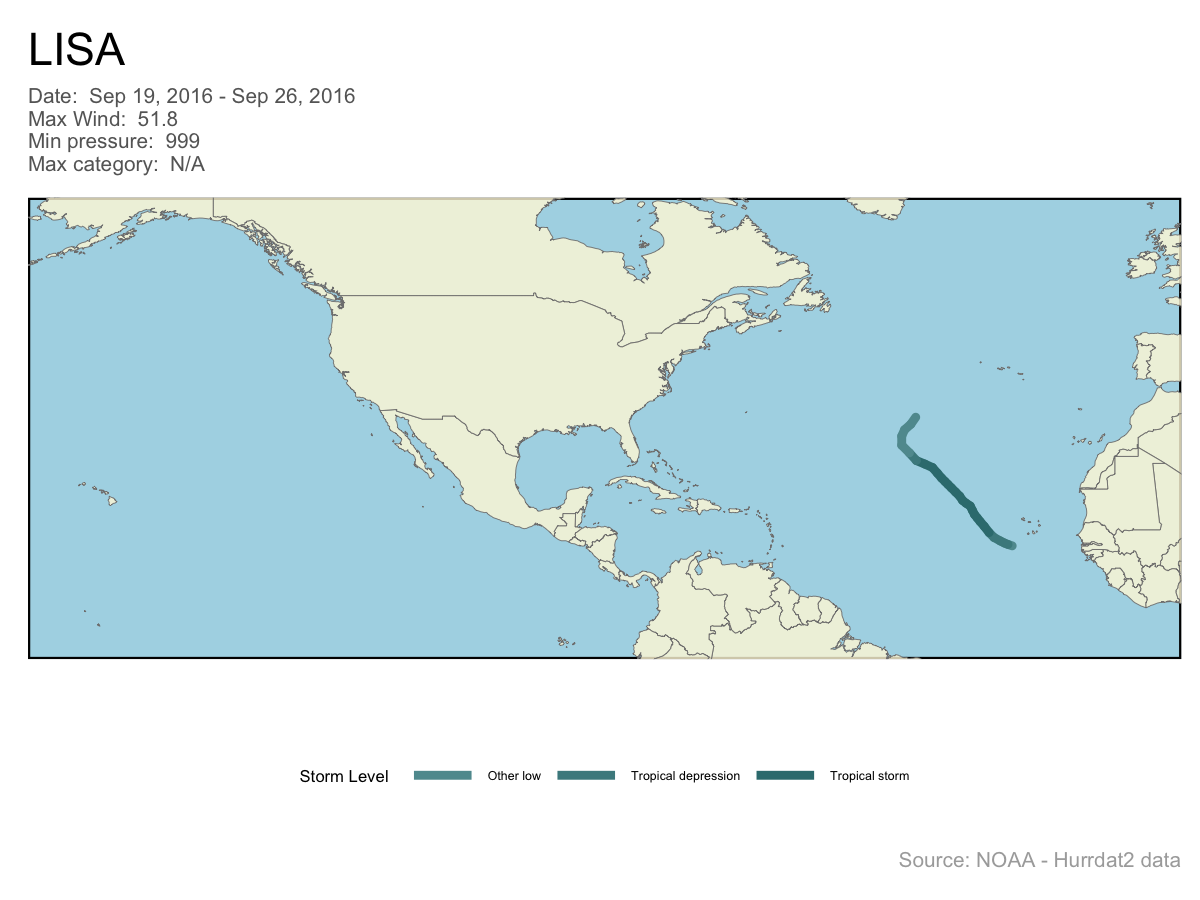 LISA
Date:  Sep 19, 2016 - Sep 26, 2016
Max Wind:  51.8
Min pressure:  999
Max category:  N/A
Storm Level Other low Tropical depression Tropical storm
Source: NOAA - Hurrdat2 data